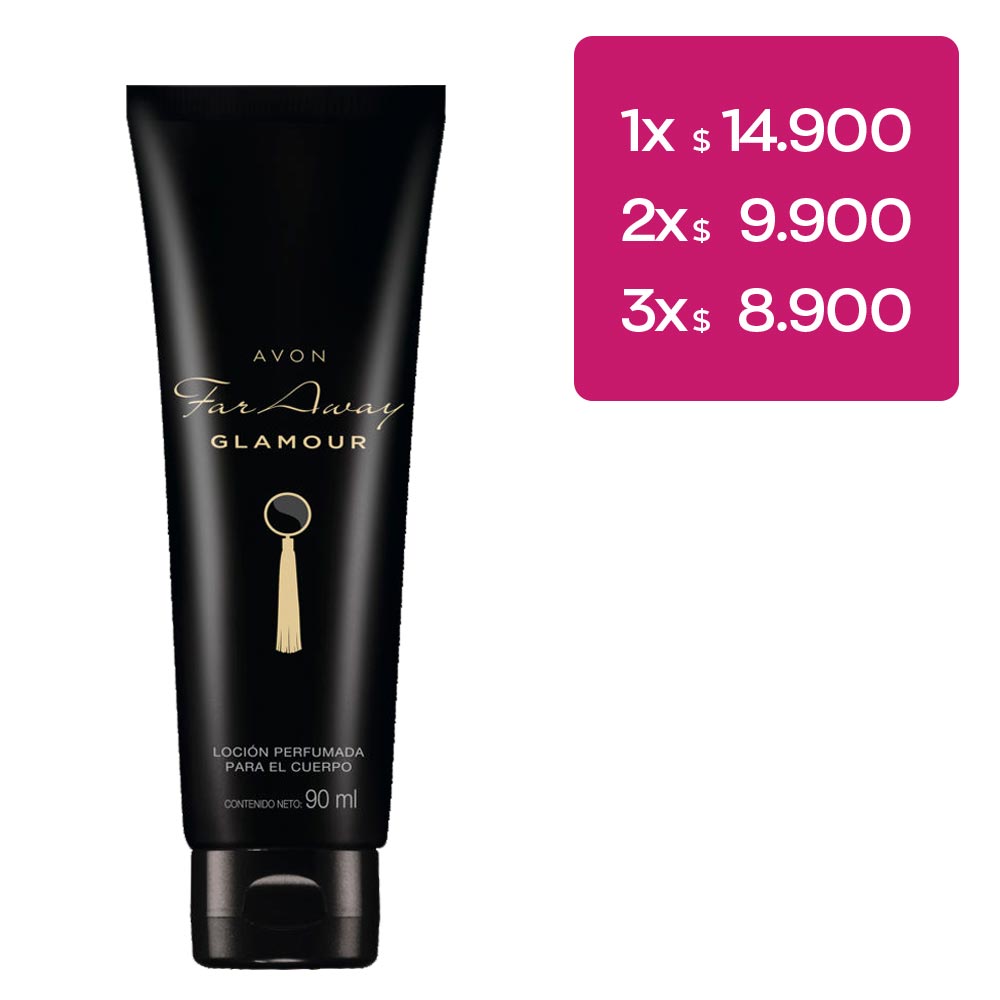 AVON
Far Away
GLAMOUR
LOCIÓN PERFUMADA
PARA EL CUERPO
CONTENIDO NETO: 90 ml
1x $ 14.900
2x $ 9.900
3x $ 8.900